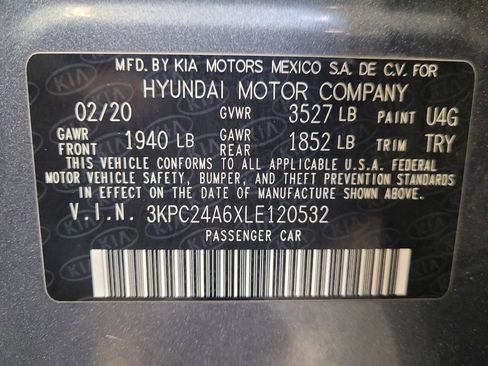 MFD. BY KIA MOTORS MEXICO S.A. DE C.V. FOR
HYUNDAI MOTOR COMPANY
02/20 GVWR 3527 LB PAINT U4G
GAWR FRONT 1940 LB GAWR REAR 1852 LB TRIM TRY
THIS VEHICLE CONFORMS TO ALL APPLICABLE U.S.A. FEDERAL
MOTOR VEHICLE SAFETY, BUMPER, AND THEFT PREVENTION STANDARDS
IN EFFECT ON THE DATE OF MANUFACTURE SHOWN ABOVE.
V.I.N. 3KPC24A6XLE120532
PASSENGER CAR